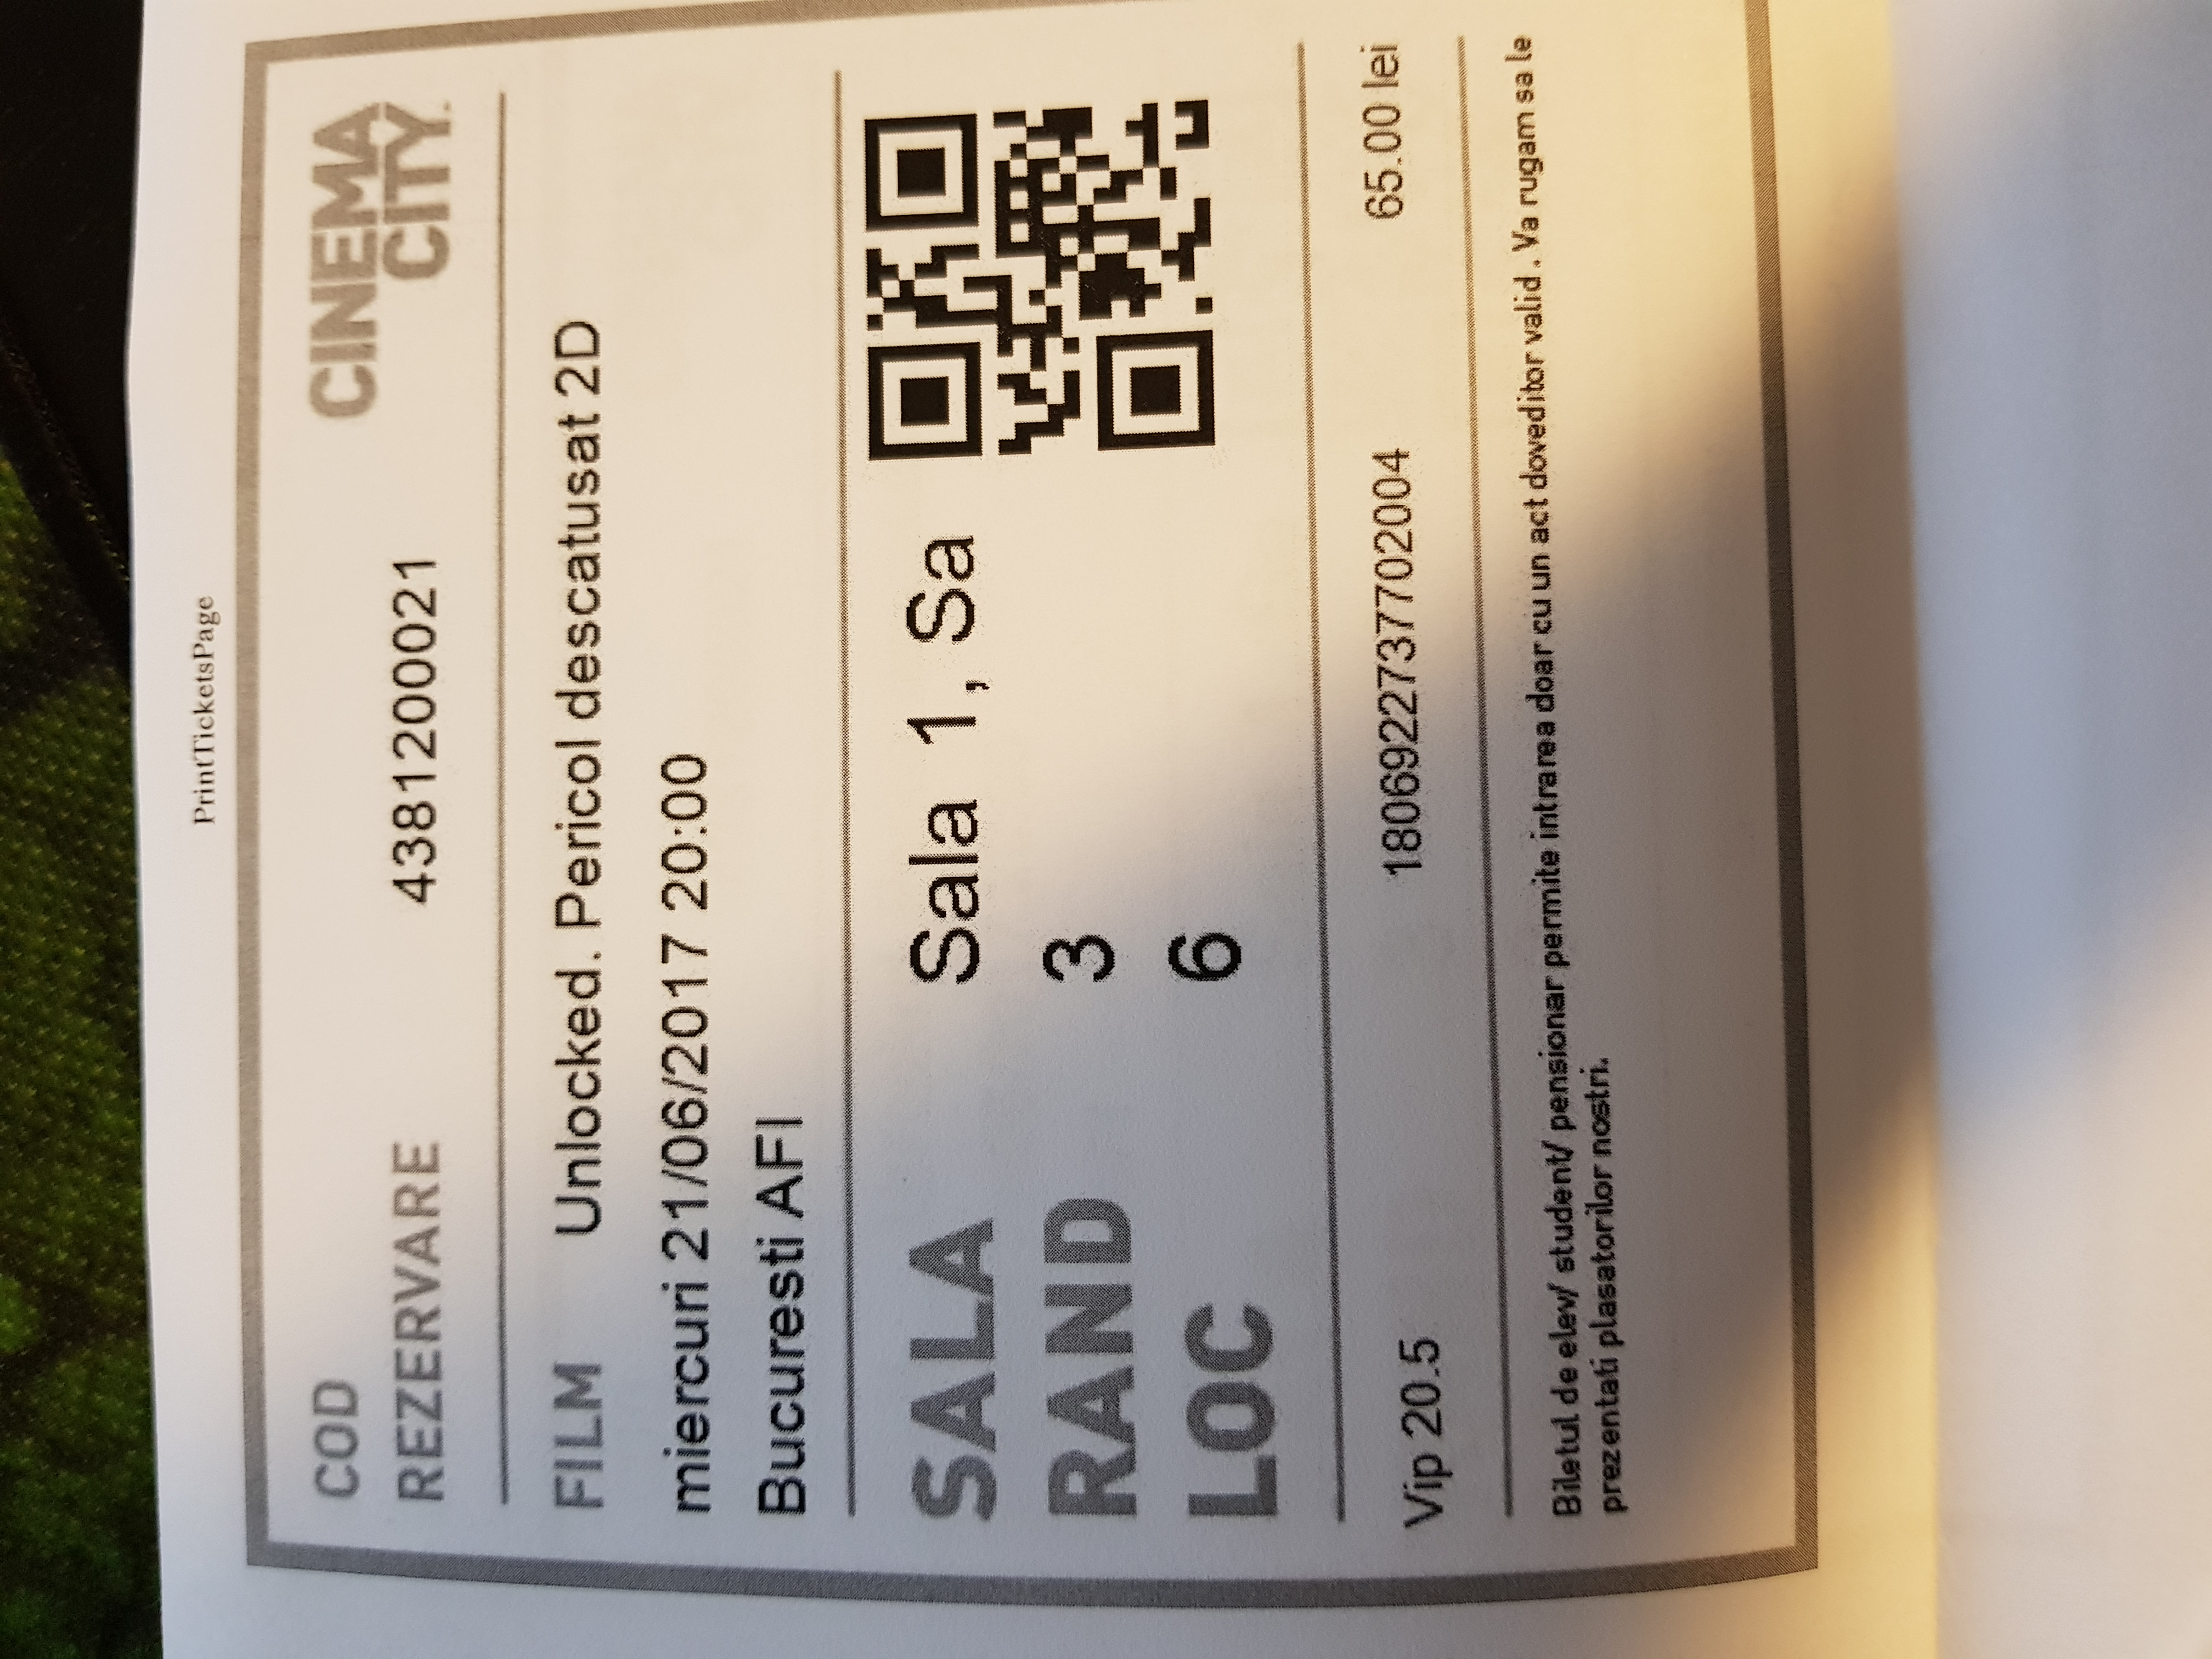 PrintTicketsPage
COD
REZERVARE 4381200021
CINEMA
CITY
FILM Unlocked. Pericol descatusat 2D
miercuri 21/06/2017 20:00
Bucuresti AFI
SALA Sala 1, Sa
RAND 3
LOC 6
Vip 20.5 1806922737702004 65.00 lei
Biletul de elev/ student/ pensionar permite intrarea doar cu un act doveditor valid . Va rugam sa le
prezentati plasatorilor nostri.